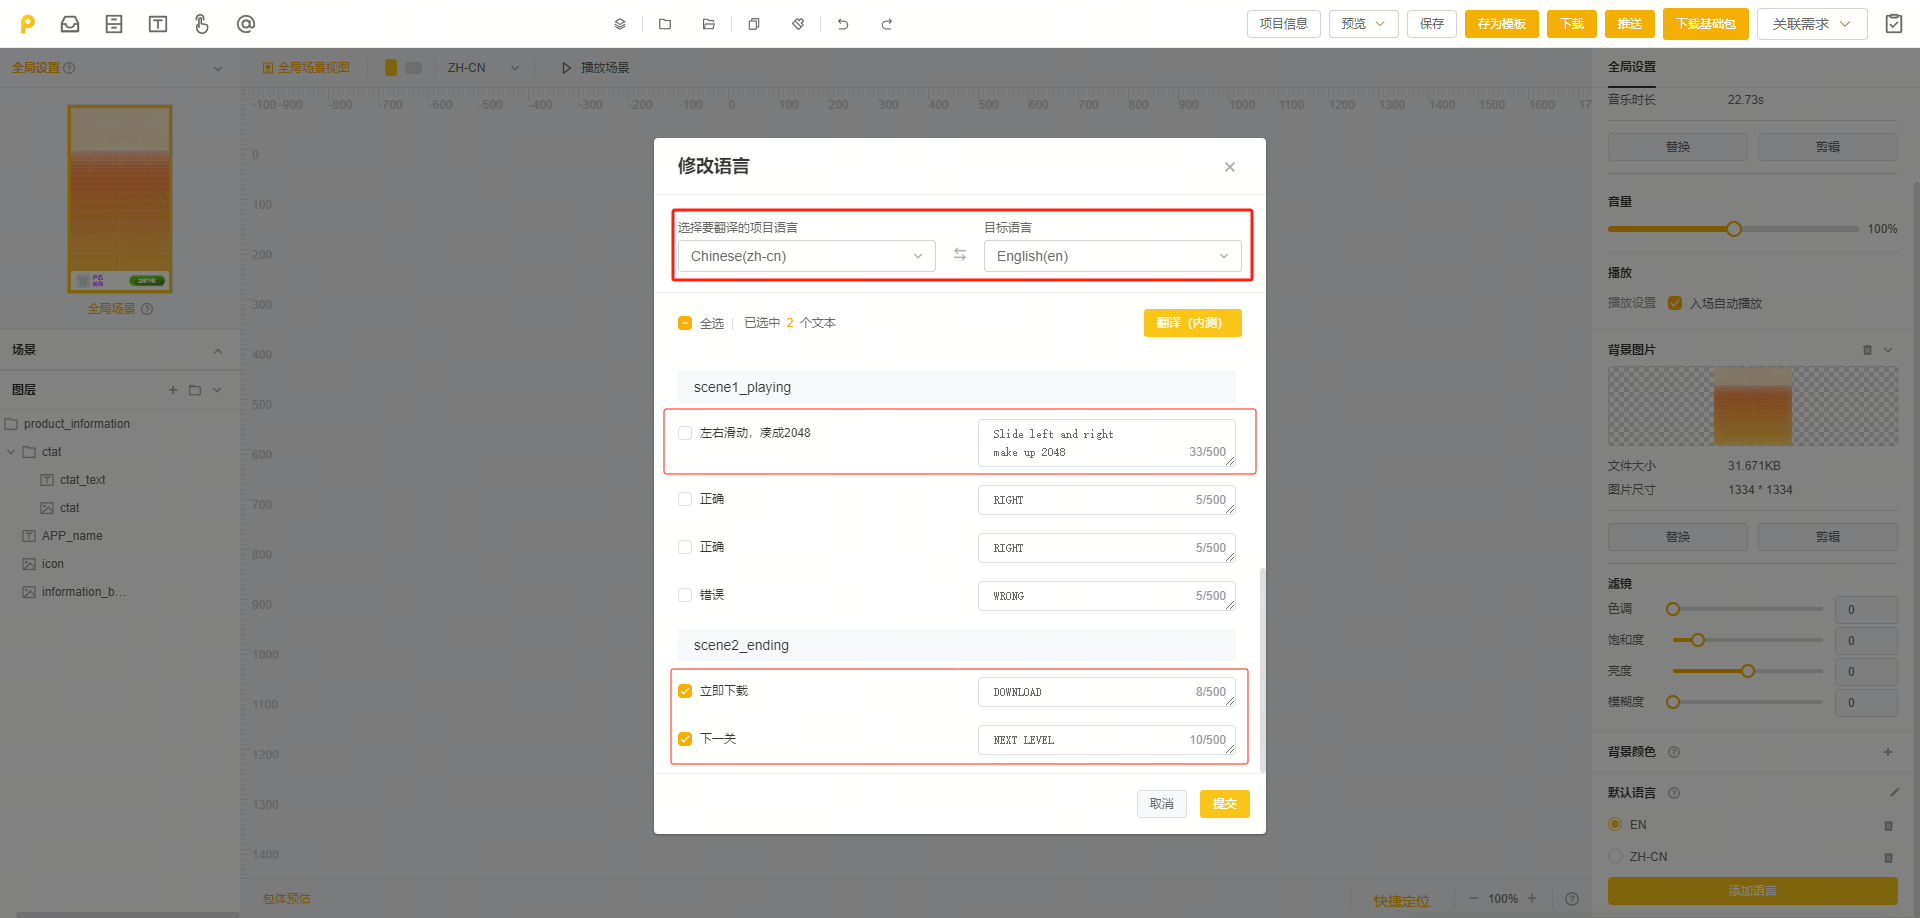 项目信息
预览
保存
存为模板
下载
推送
下载基础包
关联需求
全局设置
全局场景视图
ZH-CN
播放场景
全局设置
-100 -900 -800 -700 -600 -500 -400 -300 -200 -100 0 100 200 300 400 500 600 700 800 900 1000 1100 1200 1300 1400 1500 1600 17
音乐时长 22.73s
替换 剪辑
音量
100%
播放
播放设置 入场自动播放
背景图片
文件大小 31.671KB
图片尺寸 1334 * 1334
替换 剪辑
滤镜
色调 0
饱和度 0
亮度 0
模糊度 0
背景颜色
默认语言
EN
ZH-CN
添加语言
全局场景
场景
图层
product_information
ctat
ctat_text
ctat
APP_name
icon
information_b...
0
100
200
300
400
500
600
700
800
900
1000
1100
1200
1300
1400
修改语言
选择要翻译的项目语言 目标语言
Chinese(zh-cn) English(en)
全选 已选中 2 个文本 翻译（内测）
scene1_playing
左右滑动，凑成2048 Slide left and right
make up 2048 33/500
正确 RIGHT 5/500
正确 RIGHT 5/500
错误 WRONG 5/500
scene2_ending
立即下载 DOWNLOAD 8/500
下一关 NEXT LEVEL 10/500
取消 提交
包体预估
快捷定位
100%